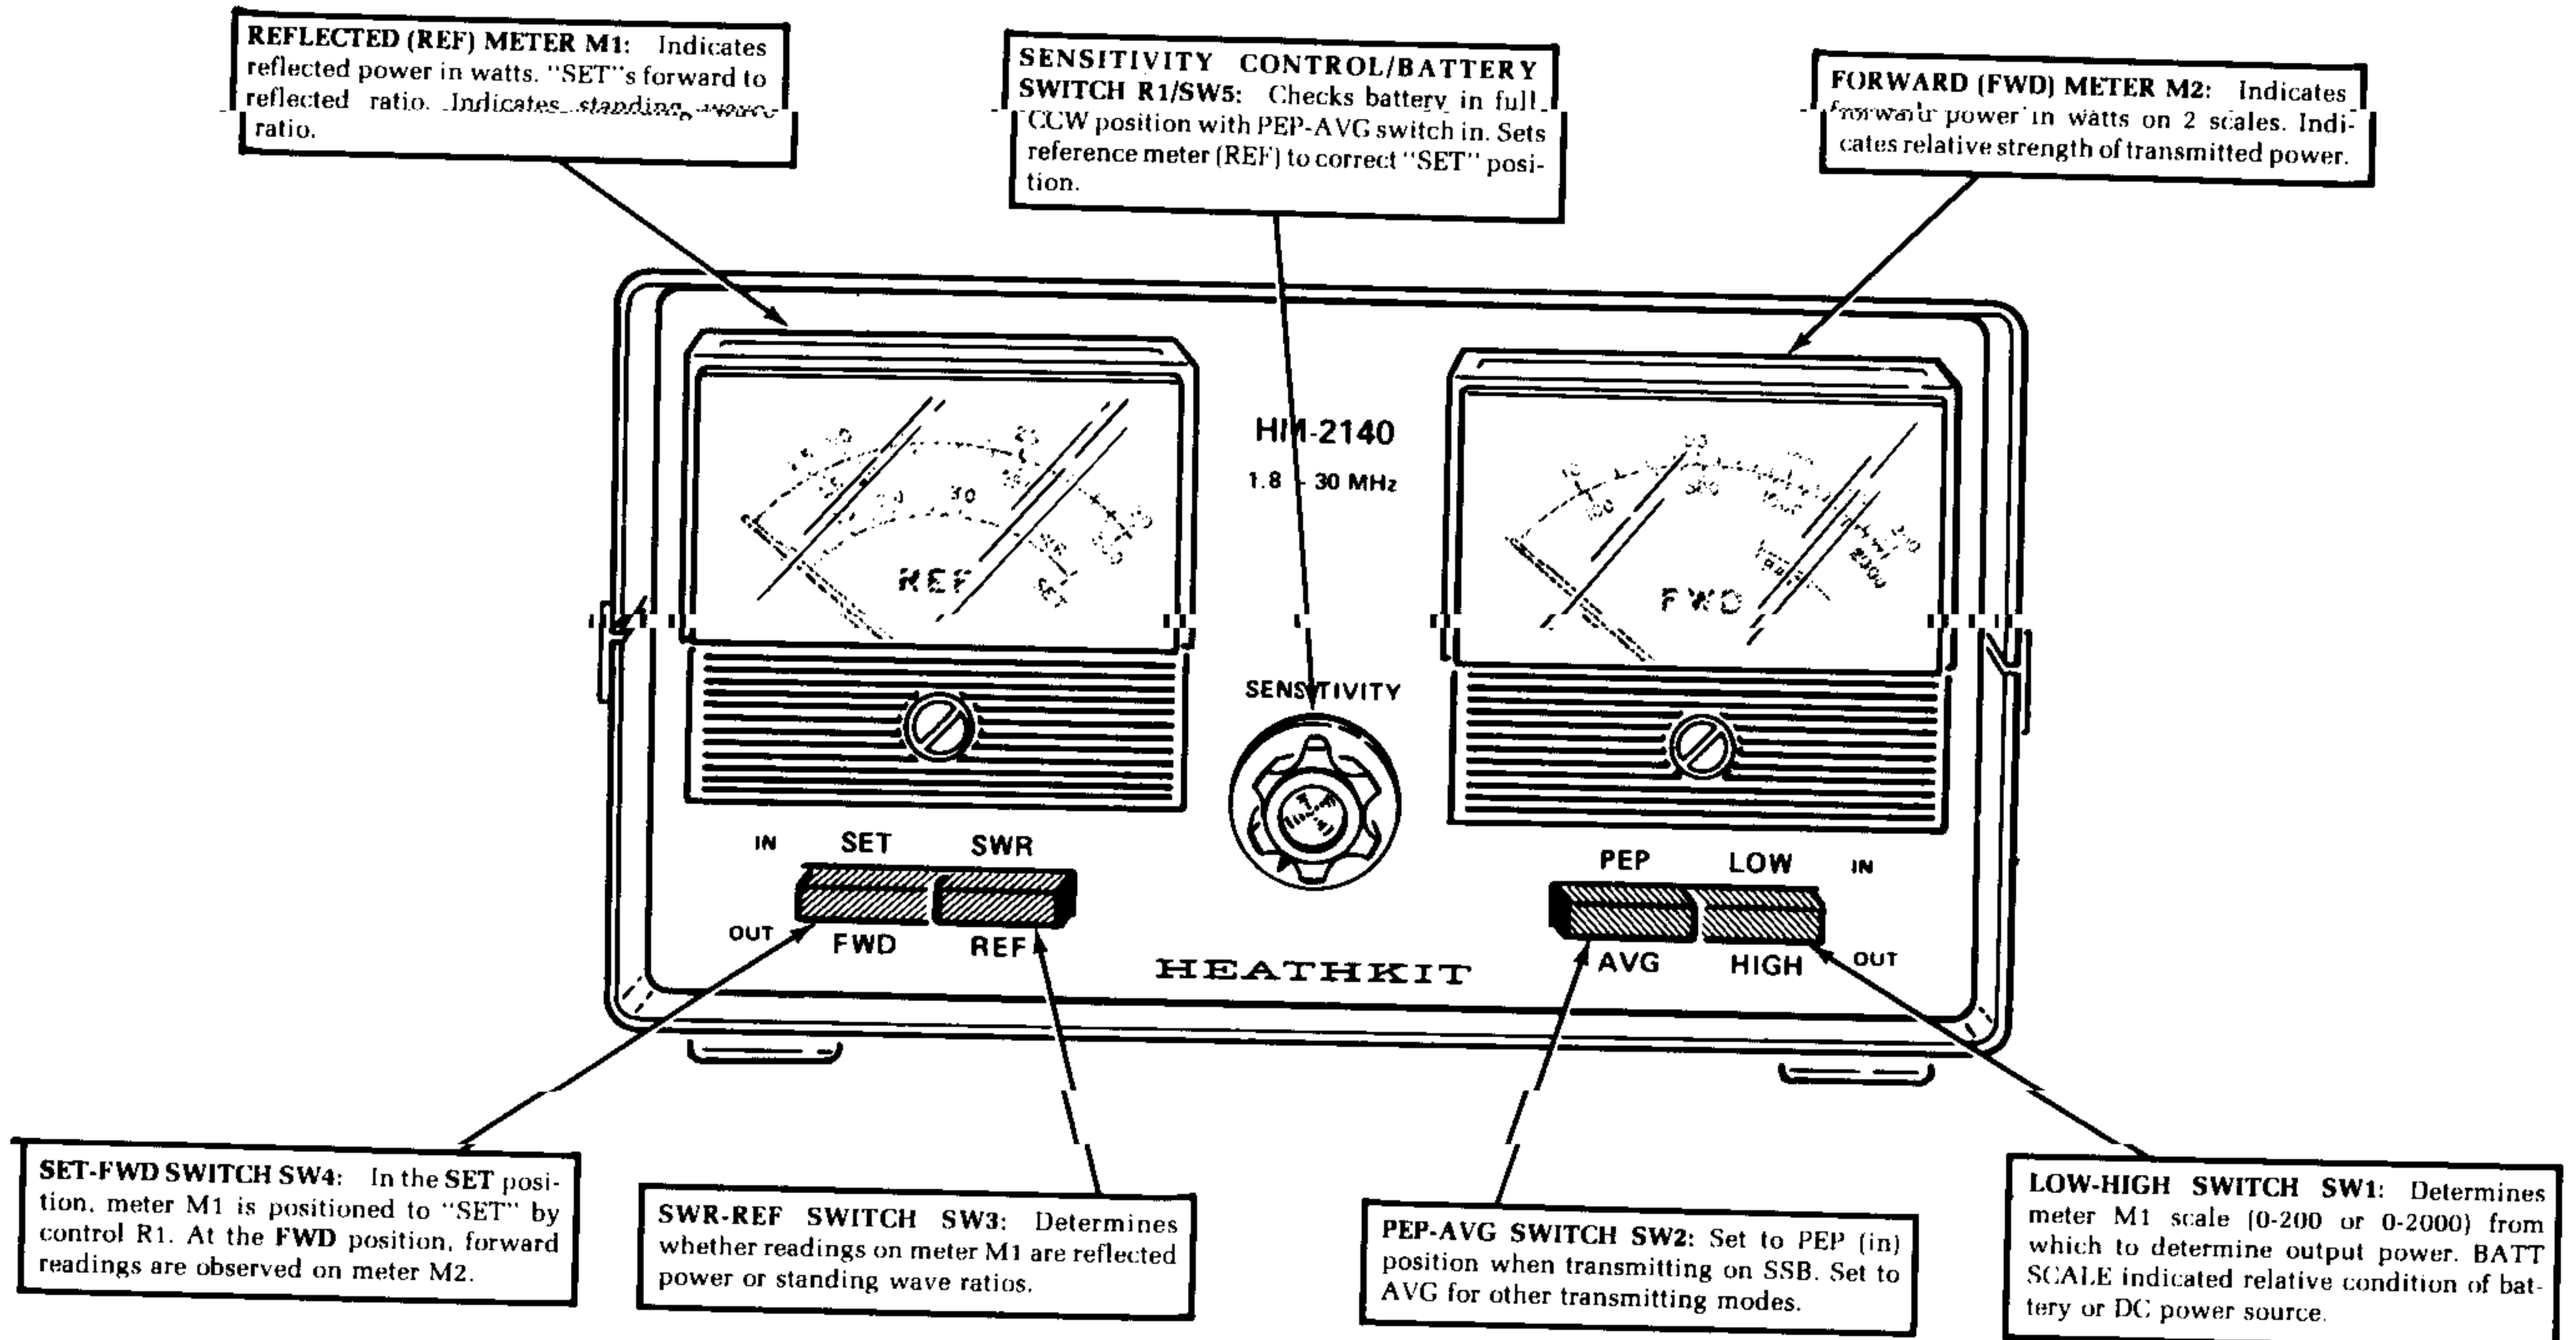 REFLECTED (REF) METER M1: Indicates
reflected power in watts. "SET"s forward to
reflected ratio. Indicates standing wave
ratio.
SENSITIVITY CONTROL/BATTERY
SWITCH R1/SW5: Checks battery in full
CCW position with PEP-AVG switch in. Sets
reference meter (REF) to correct "SET" posi-
tion.
FORWARD (FWD) METER M2: Indicates
forward power in watts on 2 scales. Indi-
cates relative strength of transmitted power.
HM-2140
1.8 - 30 MHz
30
REF
SET
FWD
2000
SENSITIVITY
IN SET SWR
OUT FWD REF
PEP LOW IN
AVG HIGH OUT
HEATHKIT
SET-FWD SWITCH SW4: In the SET posi-
tion, meter M1 is positioned to "SET" by
control R1. At the FWD position, forward
readings are observed on meter M2.
SWR-REF SWITCH SW3: Determines
whether readings on meter M1 are reflected
power or standing wave ratios.
PEP-AVG SWITCH SW2: Set to PEP (in)
position when transmitting on SSB. Set to
AVG for other transmitting modes.
LOW-HIGH SWITCH SW1: Determines
meter M1 scale (0-200 or 0-2000) from
which to determine output power. BATT
SCALE indicated relative condition of bat-
tery or DC power source.